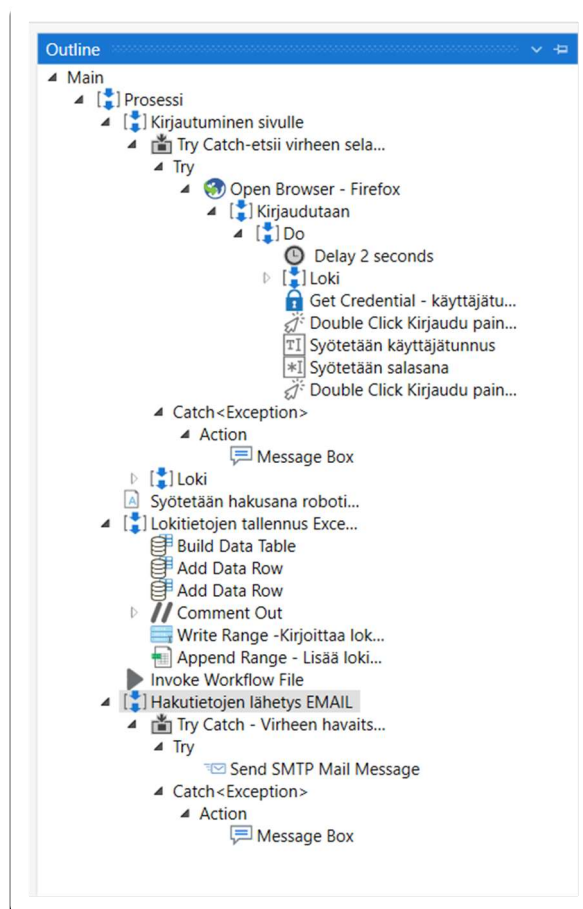 Outline
Main
Prosessi
Kirjautuminen sivulle
Try Catch-etsii virheen sela...
Try
Open Browser - Firefox
Kirjaudutaan
Do
Delay 2 seconds
Loki
Get Credential - käyttäjätu...
Double Click Kirjaudu pain...
Syötetään käyttäjätunnus
Syötetään salasana
Double Click Kirjaudu pain...
Catch<Exception>
Action
Message Box
Loki
Syötetään hakusana roboti...
Lokitietojen tallennus Exce...
Build Data Table
Add Data Row
Add Data Row
Comment Out
Write Range -Kirjoittaa lok...
Append Range - Lisää loki...
Invoke Workflow File
Hakutietojen lähetys EMAIL
Try Catch - Virheen havaits...
Try
Send SMTP Mail Message
Catch<Exception>
Action
Message Box